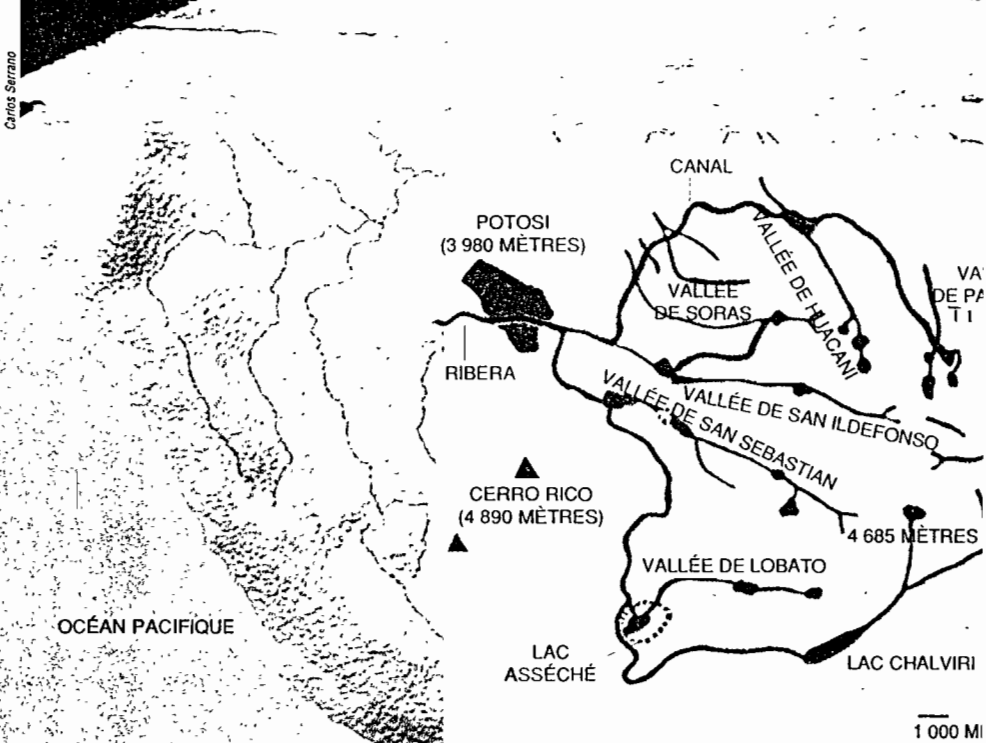 Carlos Serrano
CANAL
POTOSI
(3 980 MÈTRES)
VALLÉE DE HUACANI
VALLÉE
DE SORAS
RIBERA
VALLÉE DE SAN ILDEFONSO
VALLÉE DE SAN SEBASTIAN
CERRO RICO
(4 890 MÈTRES)
4 685 MÈTRES
VALLÉE DE LOBATO
OCÉAN PACIFIQUE
LAC
ASSÉCHÉ
LAC CHALVIRI
1 000